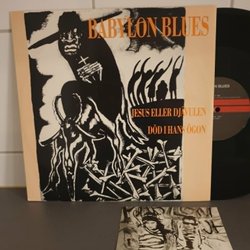 BABYLON BLUES
JESUS ELLER DJÄVULEN
DÖD I HANS ÖGON